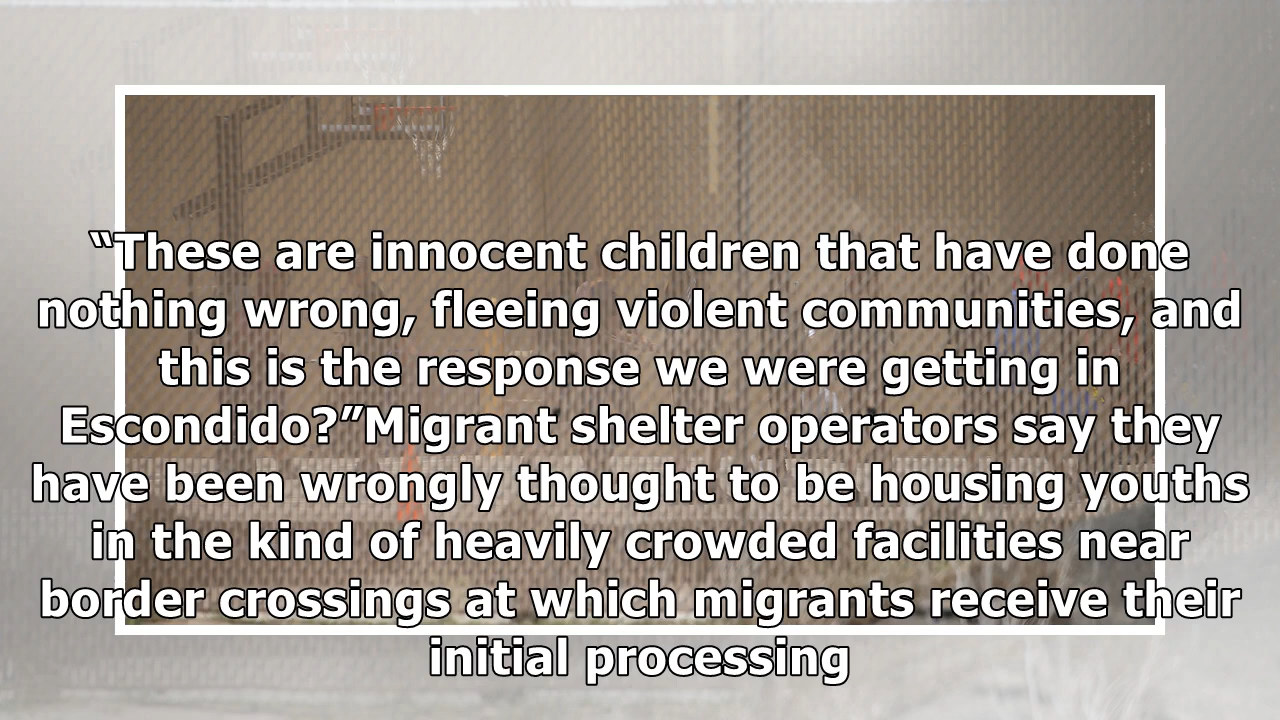 “These are innocent children that have done
nothing wrong, fleeing violent communities, and
this is the response we were getting in
Escondido?”Migrant shelter operators say they
have been wrongly thought to be housing youths
in the kind of heavily crowded facilities near
border crossings at which migrants receive their
initial processing